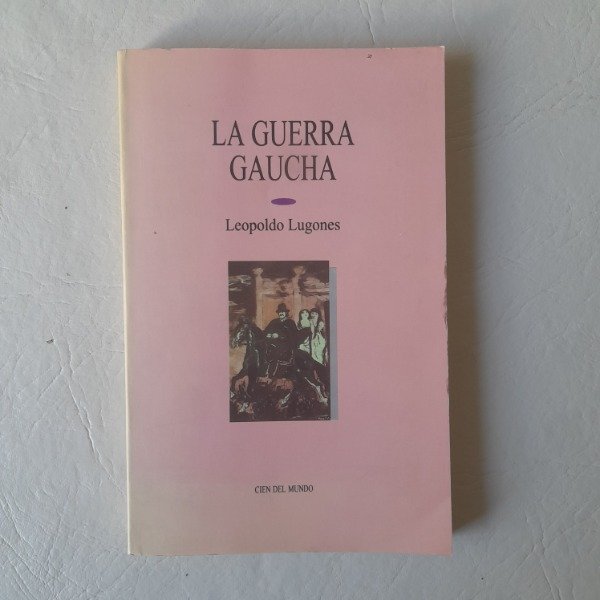 LA GUERRA
GAUCHA
Leopoldo Lugones
CIEN DEL MUNDO